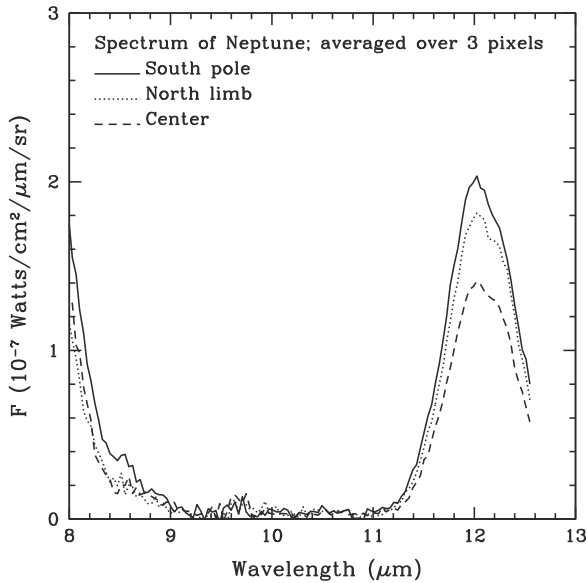 Spectrum of Neptune; averaged over 3 pixels
South pole
North limb
Center
3
2
1
0
F (10⁻⁷ Watts/cm²/μm/sr)
8 9 10 11 12 13
Wavelength (μm)